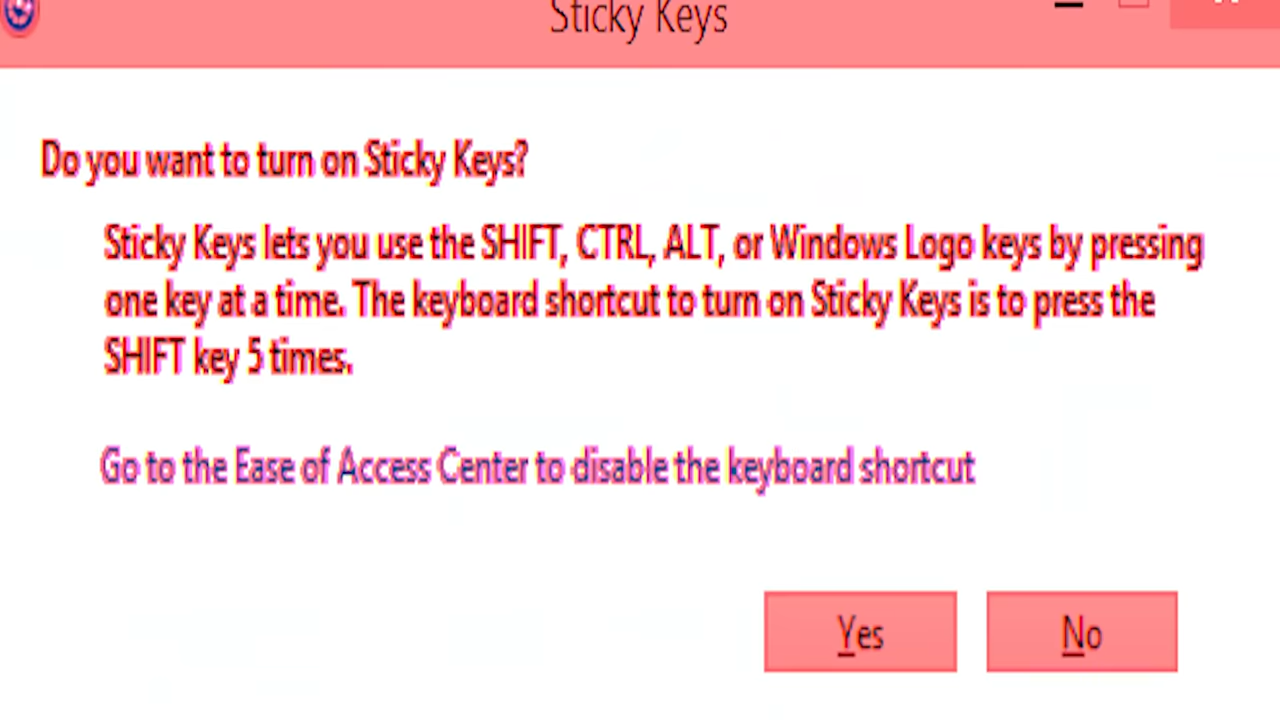 Sticky Keys
Do you want to turn on Sticky Keys?
Sticky Keys lets you use the SHIFT, CTRL, ALT, or Windows Logo keys by pressing
one key at a time. The keyboard shortcut to turn on Sticky Keys is to press the
SHIFT key 5 times.
Go to the Ease of Access Center to disable the keyboard shortcut
Yes No